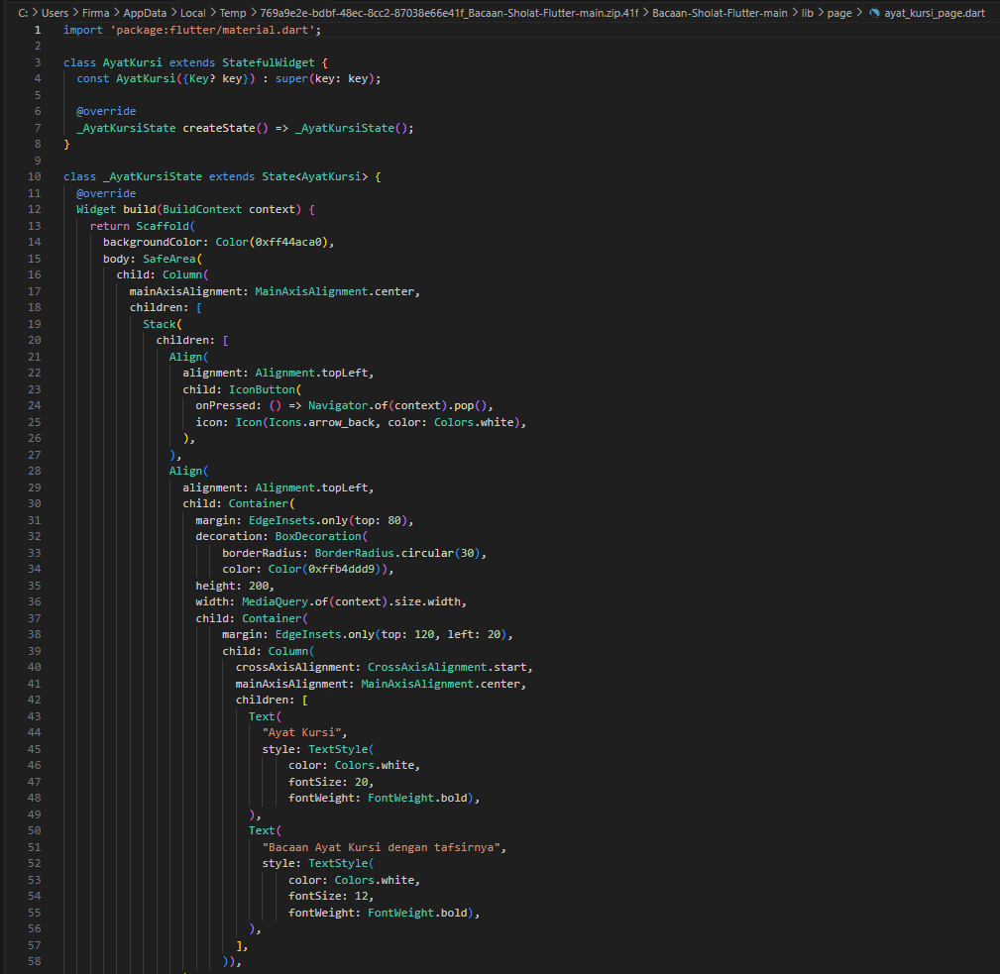 C: > Users > Firma > AppData > Local > Temp > 769a9e2e-bdbf-48ec-8cc2-87038e66e41f_Bacaan-Sholat-Flutter-main.zip.41f > Bacaan-Sholat-Flutter-main > lib > page > ayat_kursi_page.dart
1 import 'package:flutter/material.dart';
2
3 class AyatKursi extends StatefulWidget {
4   const AyatKursi({Key? key}) : super(key: key);
5
6   @override
7   _AyatKursiState createState() => _AyatKursiState();
8 }
9
10 class _AyatKursiState extends State<AyatKursi> {
11   @override
12   Widget build(BuildContext context) {
13     return Scaffold(
14       backgroundColor: Color(0xff44aca0),
15       body: SafeArea(
16         child: Column(
17           mainAxisAlignment: MainAxisAlignment.center,
18           children: [
19             Stack(
20               children: [
21                 Align(
22                   alignment: Alignment.topLeft,
23                   child: IconButton(
24                     onPressed: () => Navigator.of(context).pop(),
25                     icon: Icon(Icons.arrow_back, color: Colors.white),
26                   ),
27                 ),
28                 Align(
29                   alignment: Alignment.topLeft,
30                   child: Container(
31                     margin: EdgeInsets.only(top: 80),
32                     decoration: BoxDecoration(
33                         borderRadius: BorderRadius.circular(30),
34                         color: Color(0xffb4ddd9)),
35                     height: 200,
36                     width: MediaQuery.of(context).size.width,
37                     child: Container(
38                         margin: EdgeInsets.only(top: 120, left: 20),
39                         child: Column(
40                           crossAxisAlignment: CrossAxisAlignment.start,
41                           mainAxisAlignment: MainAxisAlignment.center,
42                           children: [
43                             Text(
44                               "Ayat Kursi",
45                               style: TextStyle(
46                                   color: Colors.white,
47                                   fontSize: 20,
48                                   fontWeight: FontWeight.bold),
49                             ),
50                             Text(
51                               "Bacaan Ayat Kursi dengan tafsirnya",
52                               style: TextStyle(
53                                   color: Colors.white,
54                                   fontSize: 12,
55                                   fontWeight: FontWeight.bold),
56                             ),
57                           ],
58                         )),